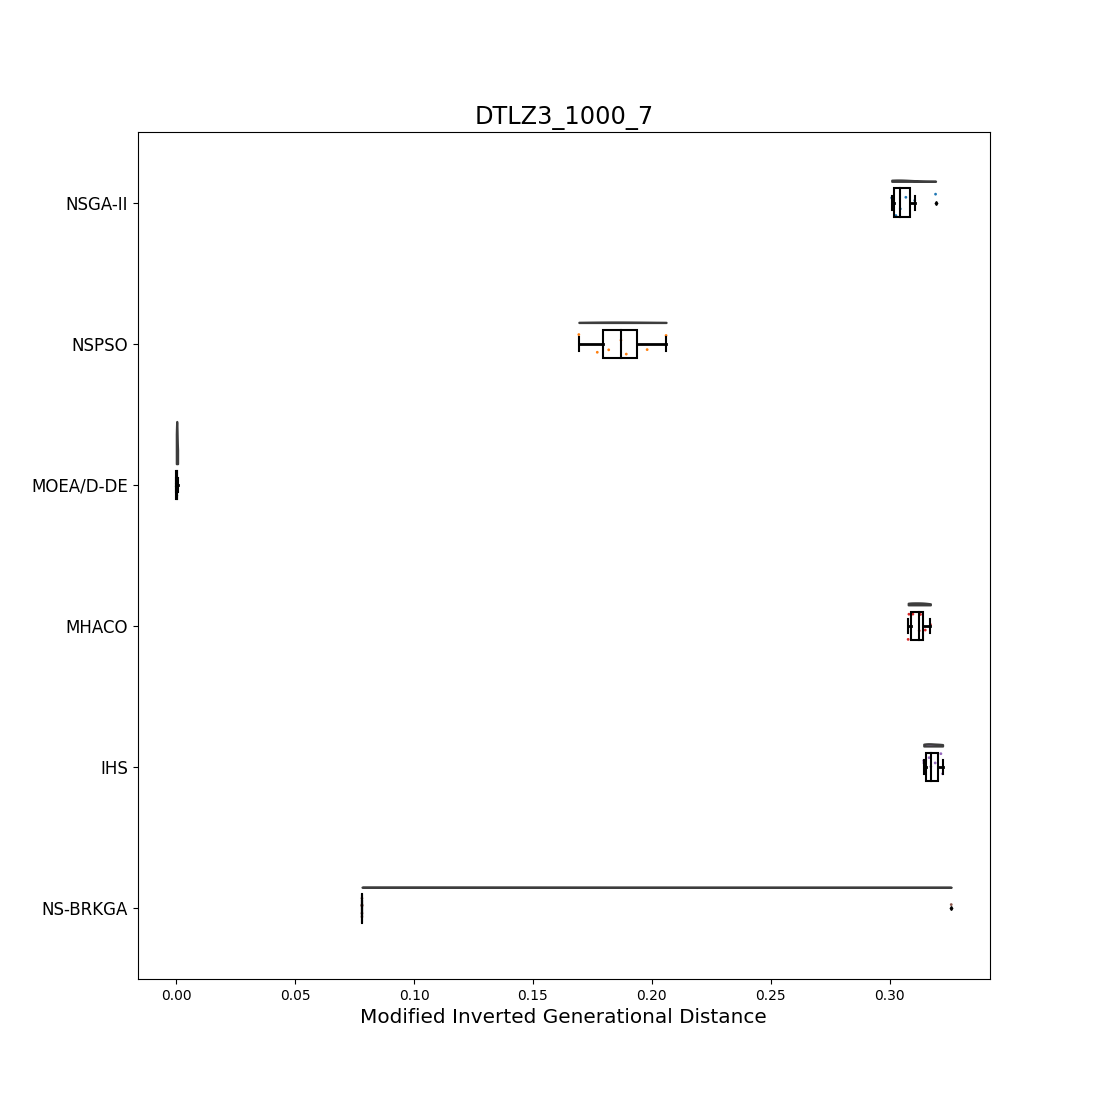 DTLZ3_1000_7
NSGA-II
NSPSO
MOEA/D-DE
MHACO
IHS
NS-BRKGA
0.00 0.05 0.10 0.15 0.20 0.25 0.30
Modified Inverted Generational Distance